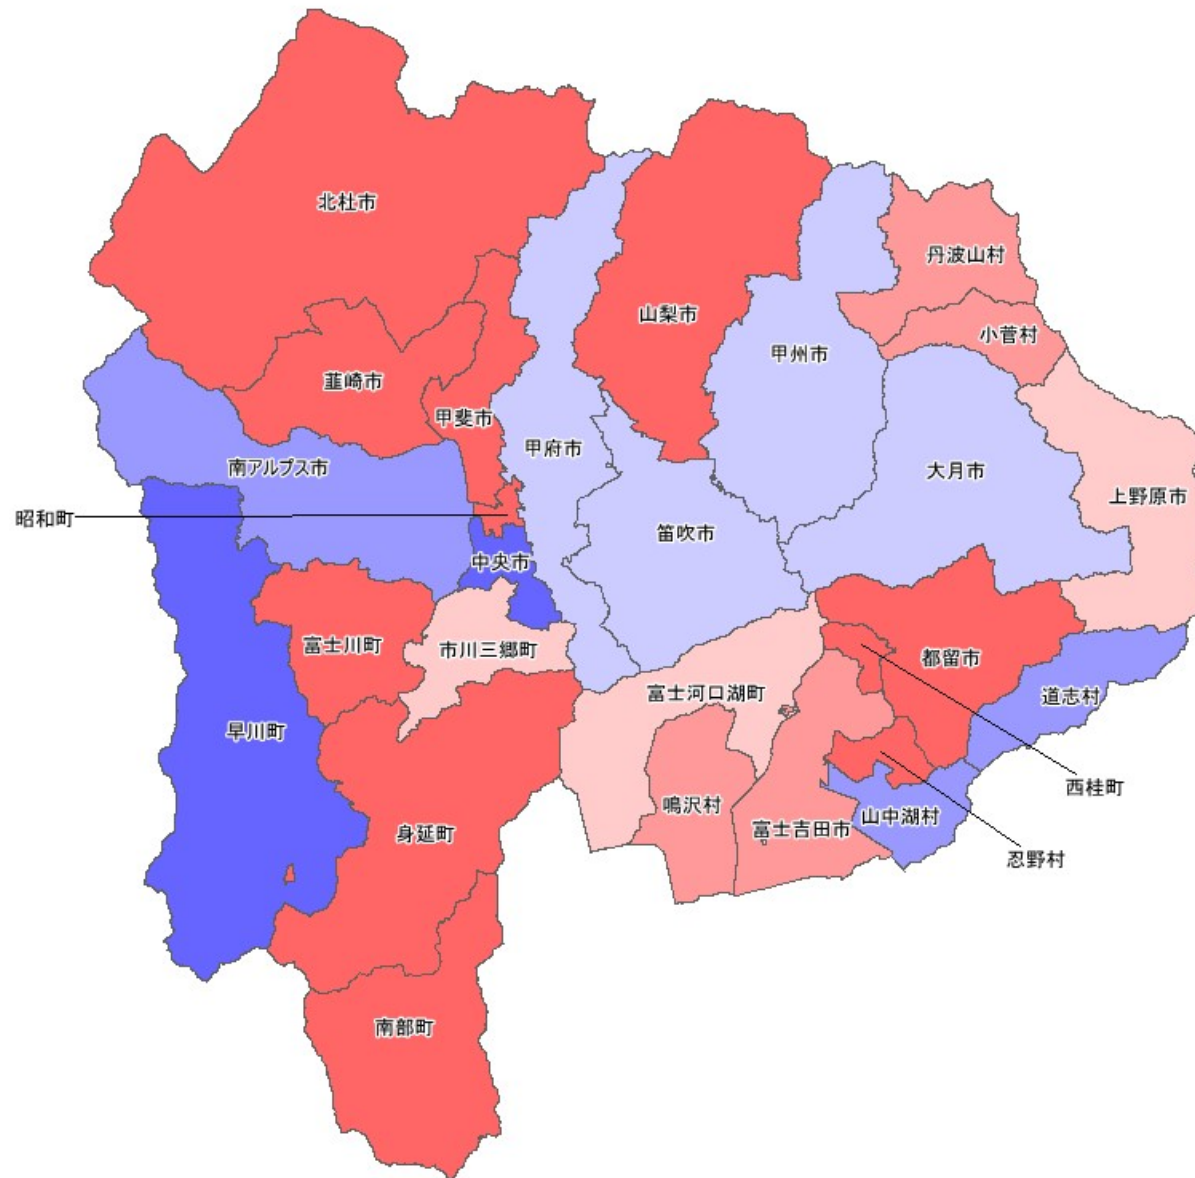 北杜市
丹波山村
山梨市
小菅村
甲州市
韮崎市
甲斐市
甲府市
南アルプス市
大月市
上野原市
昭和町
笛吹市
中央市
富士川町
市川三郷町
都留市
富士河口湖町
道志村
早川町
西桂町
鳴沢村
山中湖村
富士吉田市
身延町
忍野村
南部町